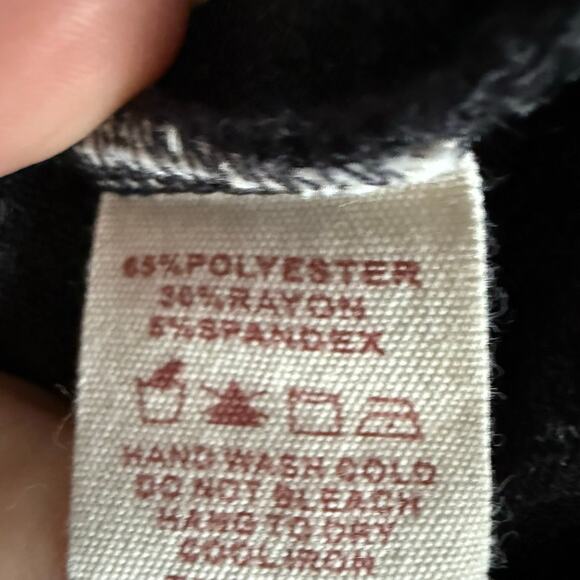 65%POLYESTER
30%RAYON
5%SPANDEX
HAND WASH COLD
DO NOT BLEACH
HANG TO DRY
COOL IRON